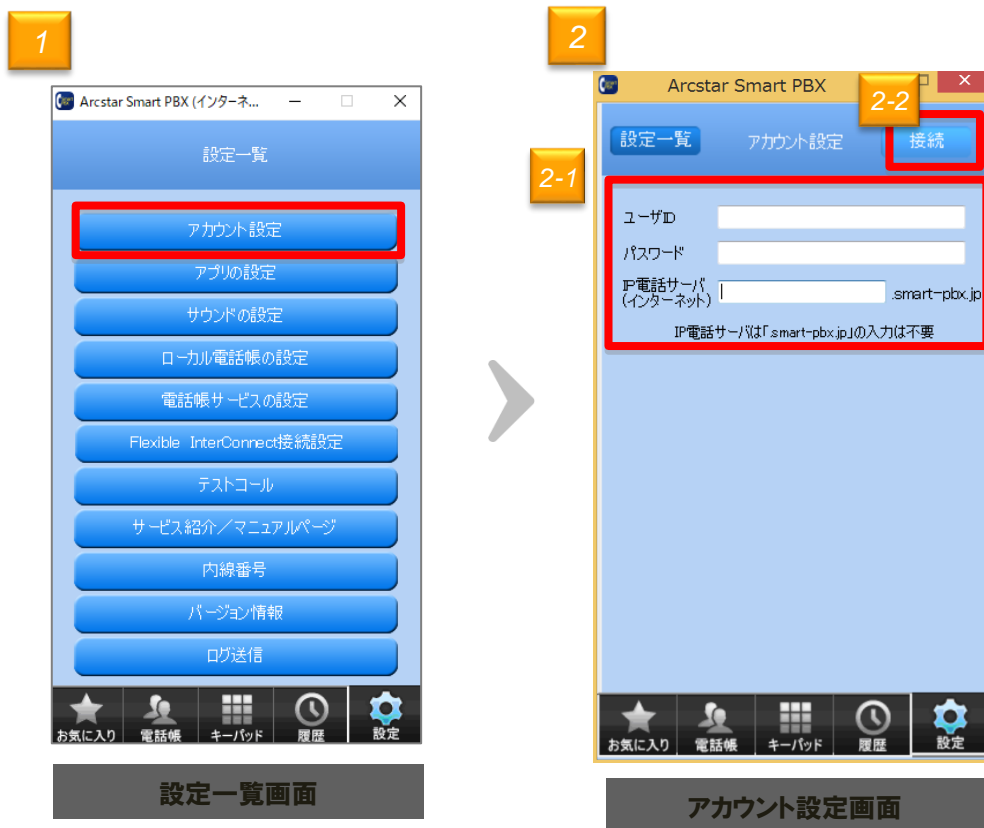 1
Arcstar Smart PBX (インターネ...
設定一覧
アカウント設定
アプリの設定
サウンドの設定
ローカル電話帳の設定
電話帳サービスの設定
Flexible InterConnect接続設定
テストコール
サービス紹介／マニュアルページ
内線番号
バージョン情報
ログ送信
お気に入り 電話帳 キーパッド 履歴 設定
設定一覧画面
2
Arcstar Smart PBX
2-2
設定一覧 アカウント設定 接続
2-1
ユーザID
パスワード
IP電話サーバ
(インターネット)
.smart-pbx.jp
IP電話サーバは「.smart-pbx.jp」の入力は不要
お気に入り 電話帳 キーパッド 履歴 設定
アカウント設定画面